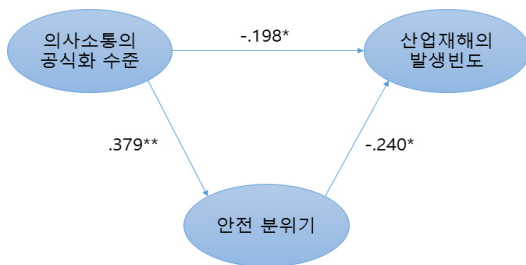 의사소통의
공식화 수준
-.198*
산업재해의
발생빈도
.379**
-.240*
안전 분위기